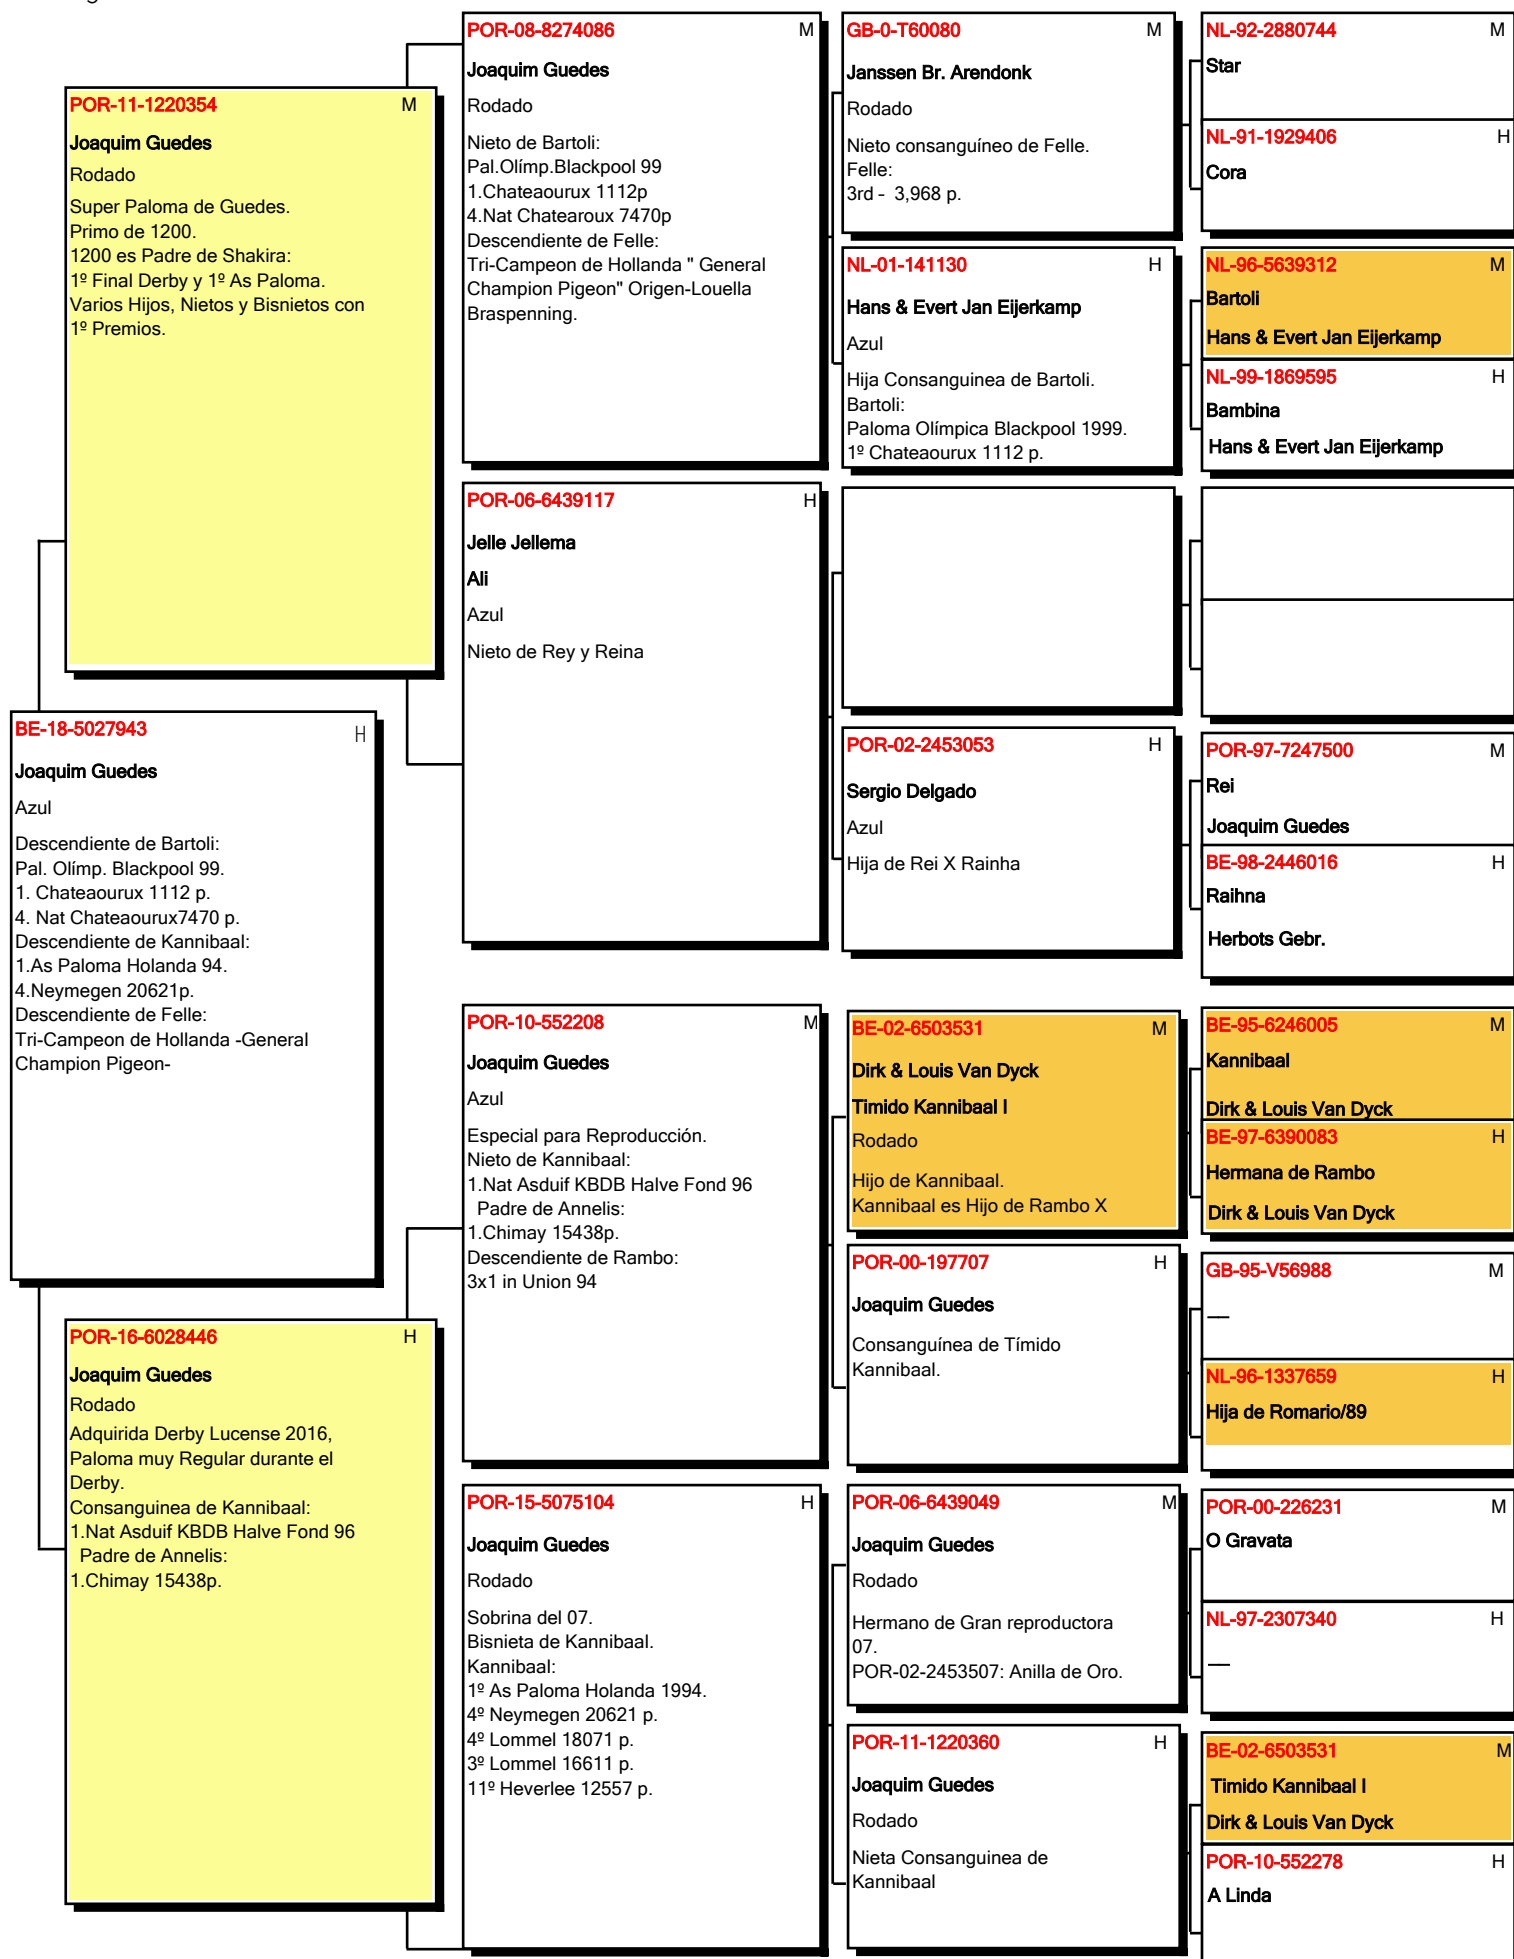 POR-11-1220354 M
Joaquim Guedes
Rodado
Super Paloma de Guedes.
Primo de 1200.
1200 es Padre de Shakira:
1º Final Derby y 1º As Paloma.
Varios Hijos, Nietos y Bisnietos con
1º Premios.
BE-18-5027943 H
Joaquim Guedes
Azul
Descendiente de Bartoli:
Pal. Olímp. Blackpool 99.
1. Chateaourux 1112 p.
4. Nat Chateaourux7470 p.
Descendiente de Kannibaal:
1.As Paloma Holanda 94.
4.Neymegen 20621p.
Descendiente de Felle:
Tri-Campeon de Hollanda -General
Champion Pigeon-
POR-16-6028446 H
Joaquim Guedes
Rodado
Adquirida Derby Lucense 2016,
Paloma muy Regular durante el
Derby.
Consanguinea de Kannibaal:
1.Nat Asduif KBDB Halve Fond 96
Padre de Annelis:
1.Chimay 15438p.
POR-08-8274086 M
Joaquim Guedes
Rodado
Nieto de Bartoli:
Pal.Olímp.Blackpool 99
1.Chateaourux 1112p
4.Nat Chatearoux 7470p
Descendiente de Felle:
Tri-Campeon de Hollanda " General
Champion Pigeon" Origen-Louella
Braspenning.
POR-06-6439117 H
Jelle Jellema
Ali
Azul
Nieto de Rey y Reina
POR-10-552208 M
Joaquim Guedes
Azul
Especial para Reproducción.
Nieto de Kannibaal:
1.Nat Asduif KBDB Halve Fond 96
Padre de Annelis:
1.Chimay 15438p.
Descendiente de Rambo:
3x1 in Union 94
POR-15-5075104 H
Joaquim Guedes
Rodado
Sobrina del 07.
Bisnieta de Kannibaal.
Kannibaal:
1º As Paloma Holanda 1994.
4º Neymegen 20621 p.
4º Lommel 18071 p.
3º Lommel 16611 p.
11º Heverlee 12557 p.
GB-0-T60080 M
Janssen Br. Arendonk
Rodado
Nieto consanguíneo de Felle.
Felle:
3rd - 3,968 p.
NL-01-141130 H
Hans & Evert Jan Eijerkamp
Azul
Hija Consanguinea de Bartoli.
Bartoli:
Paloma Olímpica Blackpool 1999.
1º Chateaourux 1112 p.
POR-02-2453053 H
Sergio Delgado
Azul
Hija de Rei X Rainha
BE-02-6503531 M
Dirk & Louis Van Dyck
Timido Kannibaal I
Rodado
Hijo de Kannibaal.
Kannibaal es Hijo de Rambo X
POR-00-197707 H
Joaquim Guedes
Consanguínea de Tímido
Kannibaal.
POR-06-6439049 M
Joaquim Guedes
Rodado
Hermano de Gran reproductora
07.
POR-02-2453507: Anilla de Oro.
POR-11-1220360 H
Joaquim Guedes
Rodado
Nieta Consanguinea de
Kannibaal
NL-92-2880744 M
Star
NL-91-1929406 H
Cora
NL-96-5639312 M
Bartoli
Hans & Evert Jan Eijerkamp
NL-99-1869595 H
Bambina
Hans & Evert Jan Eijerkamp
POR-97-7247500 M
Rei
Joaquim Guedes
BE-98-2446016 H
Raihna
Herbots Gebr.
BE-95-6246005 M
Kannibaal
Dirk & Louis Van Dyck
BE-97-6390083 H
Hermana de Rambo
Dirk & Louis Van Dyck
GB-95-V56988 M
__
NL-96-1337659 H
Hija de Romario/89
POR-00-226231 M
O Gravata
NL-97-2307340 H
__
BE-02-6503531 M
Timido Kannibaal I
Dirk & Louis Van Dyck
POR-10-552278 H
A Linda